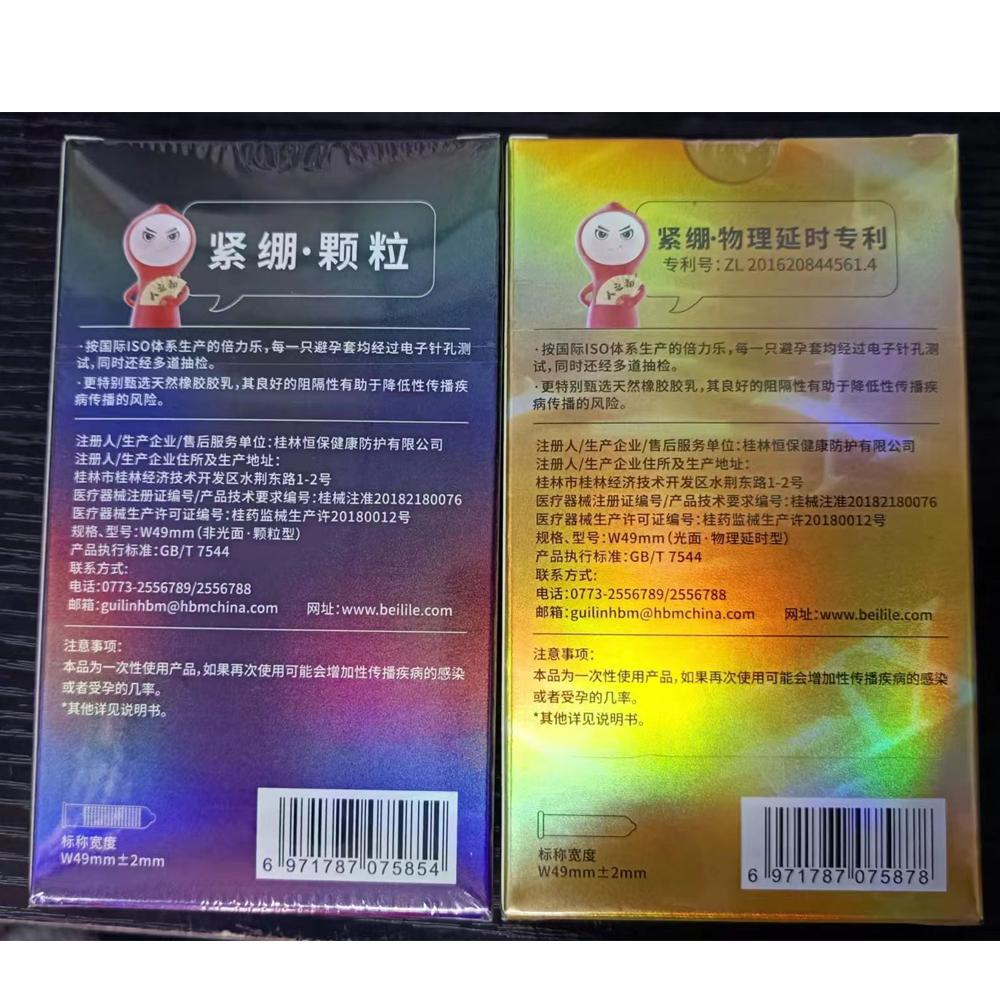 紧绷·颗粒
·按国际ISO体系生产的倍力乐，每一只避孕套均经过电子针孔测
试，同时还经多道抽检。
·更特别甄选天然橡胶胶乳，其良好的阻隔性有助于降低性传播疾
病传播的风险。
注册人/生产企业/售后服务单位：桂林恒保健康防护有限公司
注册人/生产企业住所及生产地址：
桂林市桂林经济技术开发区水荆东路1-2号
医疗器械注册证编号/产品技术要求编号：桂械注准20182180076
医疗器械生产许可证编号：桂药监械生产许20180012号
规格、型号：W49mm（非光面·颗粒型）
产品执行标准：GB/T 7544
联系方式：
电话：0773-2556789/2556788
邮箱：guilinhbm@hbmchina.com 网址：www.beilile.com
注意事项：
本品为一次性使用产品，如果再次使用可能会增加性传播疾病的感染
或者受孕的几率。
*其他详见说明书。
标称宽度
W49mm±2mm
6 971787 075854
紧绷·物理延时专利
专利号：ZL 201620844561.4
·按国际ISO体系生产的倍力乐，每一只避孕套均经过电子针孔测
试，同时还经多道抽检。
·更特别甄选天然橡胶胶乳，其良好的阻隔性有助于降低性传播疾
病传播的风险。
注册人/生产企业/售后服务单位：桂林恒保健康防护有限公司
注册人/生产企业住所及生产地址：
桂林市桂林经济技术开发区水荆东路1-2号
医疗器械注册证编号/产品技术要求编号：桂械注准20182180076
医疗器械生产许可证编号：桂药监械生产许20180012号
规格、型号：W49mm（光面·物理延时型）
产品执行标准：GB/T 7544
联系方式：
电话：0773-2556789/2556788
邮箱：guilinhbm@hbmchina.com 网址：www.beilile.com
注意事项：
本品为一次性使用产品，如果再次使用可能会增加性传播疾病的感染
或者受孕的几率。
*其他详见说明书。
标称宽度
W49mm±2mm
6 971787 075878